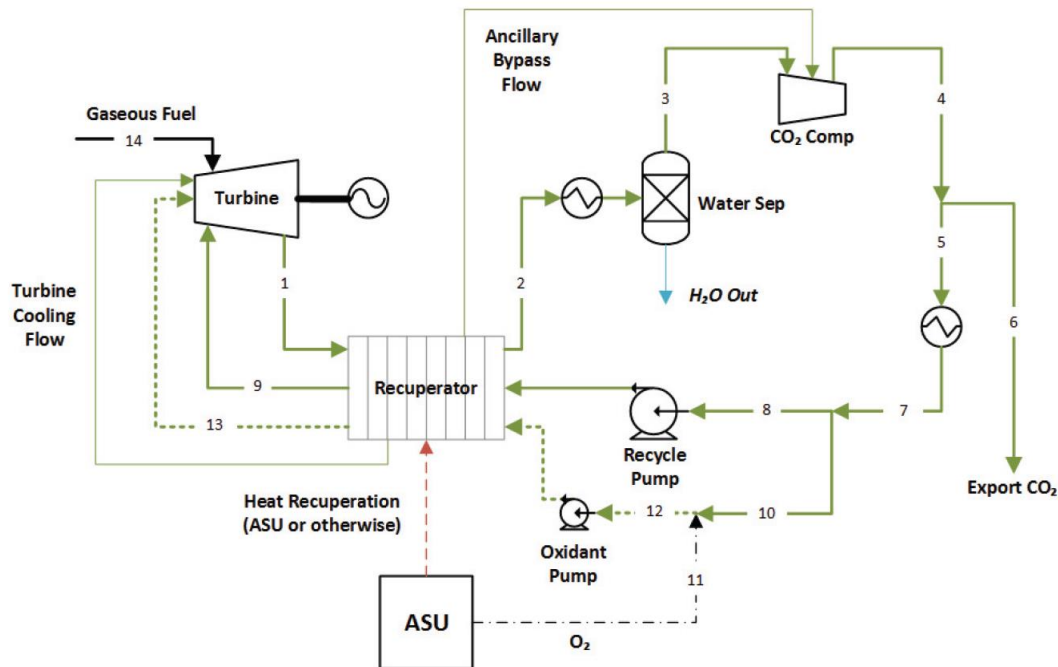 Ancillary
Bypass
Flow
3
4
CO₂ Comp
Gaseous Fuel
14
Turbine
Water Sep
1
2
5
H₂O Out
6
Turbine
Cooling
Flow
9
Recuperator
8
7
13
Recycle
Pump
Export CO₂
Heat Recuperation
(ASU or otherwise)
12
10
Oxidant
Pump
11
ASU
O₂